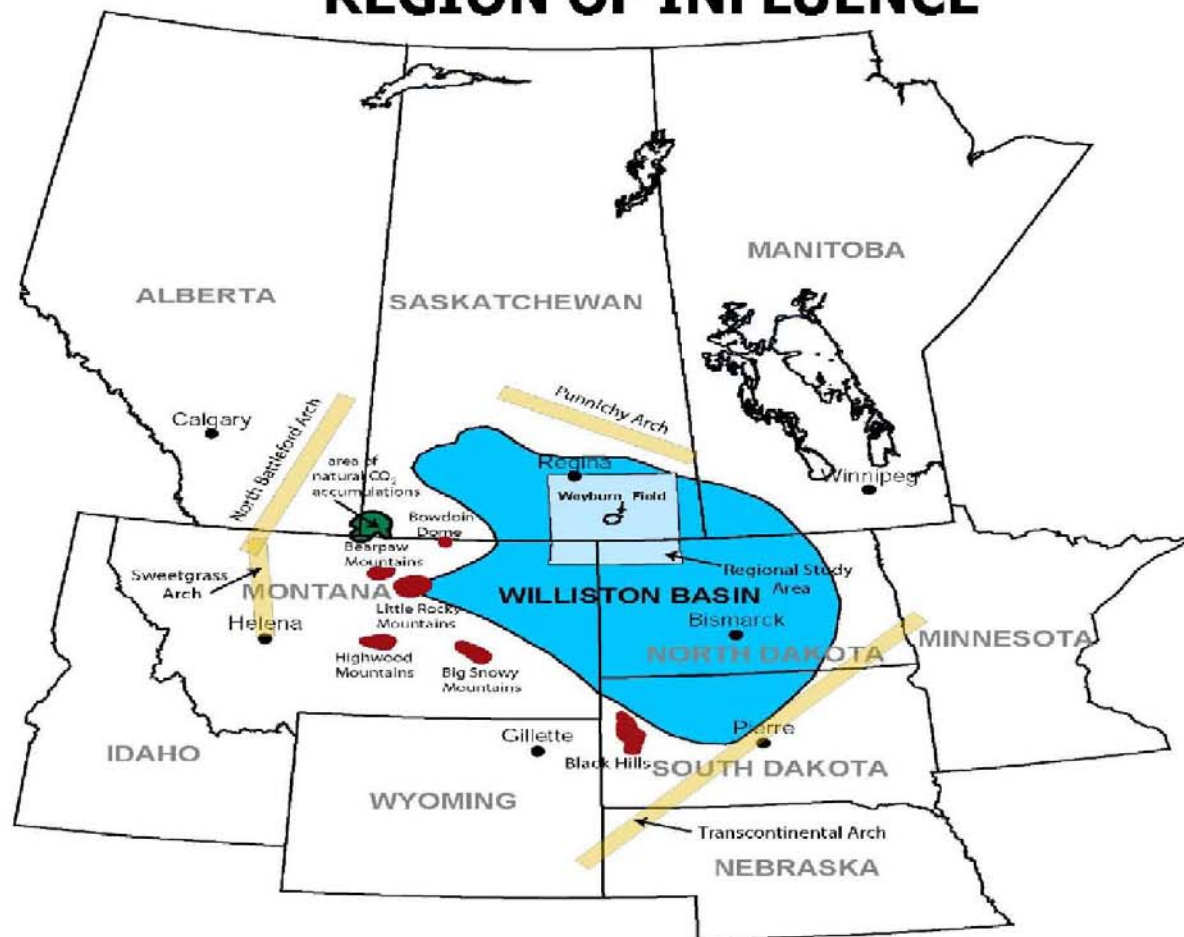 REGION OF INFLUENCE
MANITOBA
ALBERTA
SASKATCHEWAN
Calgary
North Battleford Arch
Punnichy Arch
area of
natural CO₂
accumulations
Regina
Winnipeg
Weyburn Field
Bowdoin
Dome
Bearpaw
Mountains
Sweetgrass
Arch
MONTANA
Regional Study
Area
WILLISTON BASIN
Little Rocky
Mountains
Helena
Bismarck
NORTH DAKOTA
MINNESOTA
Highwood
Mountains
Big Snowy
Mountains
IDAHO
Gillette
Pierre
Black Hills
SOUTH DAKOTA
WYOMING
Transcontinental Arch
NEBRASKA